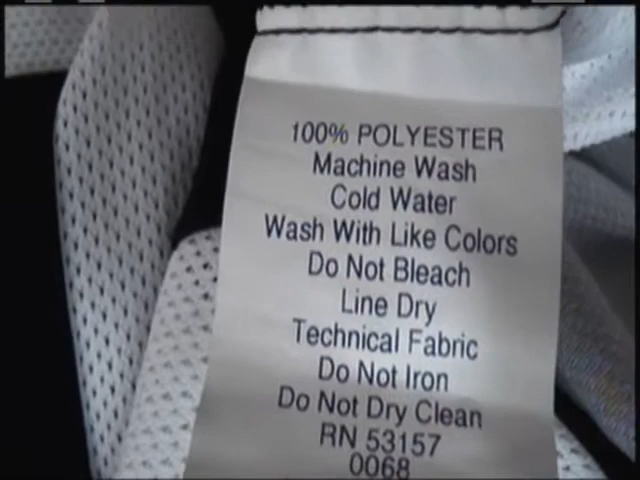 100% POLYESTER
Machine Wash
Cold Water
Wash With Like Colors
Do Not Bleach
Line Dry
Technical Fabric
Do Not Iron
Do Not Dry Clean
RN 53157
0068